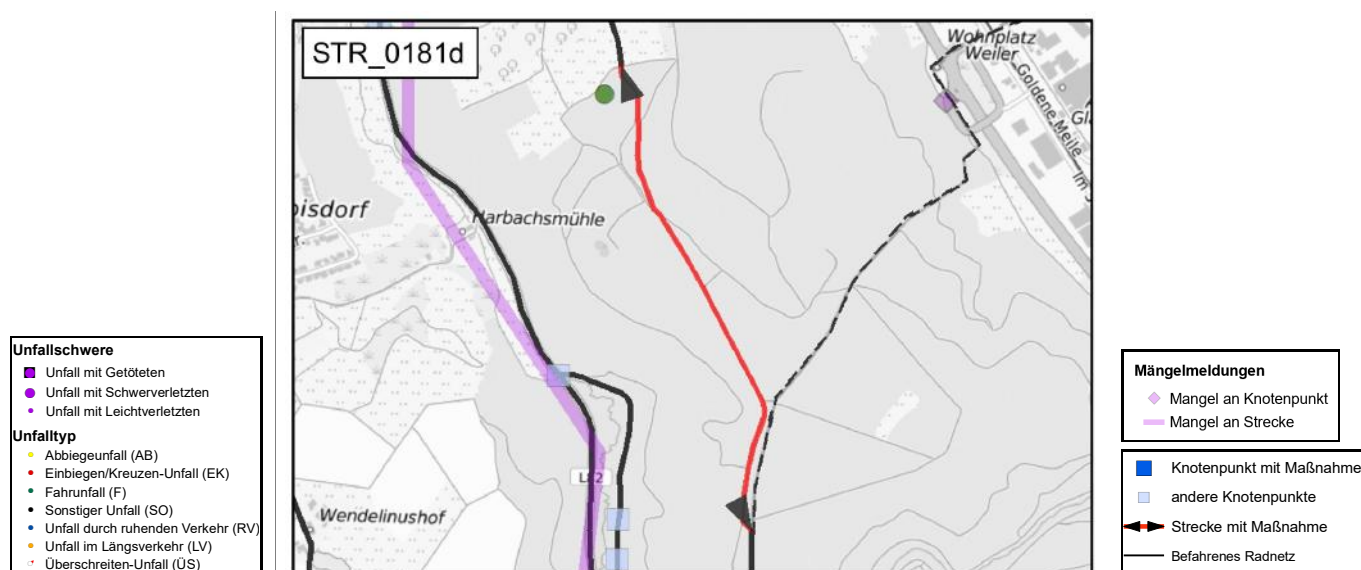 STR_0181d
Wohnplatz
Weiler
Goldene Meile
Gl
Im
oisdorf
r.
Harbachsmühle
L82
Wendelinushof
Unfallschwere
Unfall mit Getöteten
Unfall mit Schwerverletzten
Unfall mit Leichtverletzten
Unfalltyp
Abbiegeunfall (AB)
Einbiegen/Kreuzen-Unfall (EK)
Fahrunfall (F)
Sonstiger Unfall (SO)
Unfall durch ruhenden Verkehr (RV)
Unfall im Längsverkehr (LV)
Überschreiten-Unfall (ÜS)
Mängelmeldungen
Mangel an Knotenpunkt
Mangel an Strecke
Knotenpunkt mit Maßnahme
andere Knotenpunkte
Strecke mit Maßnahme
Befahrenes Radnetz